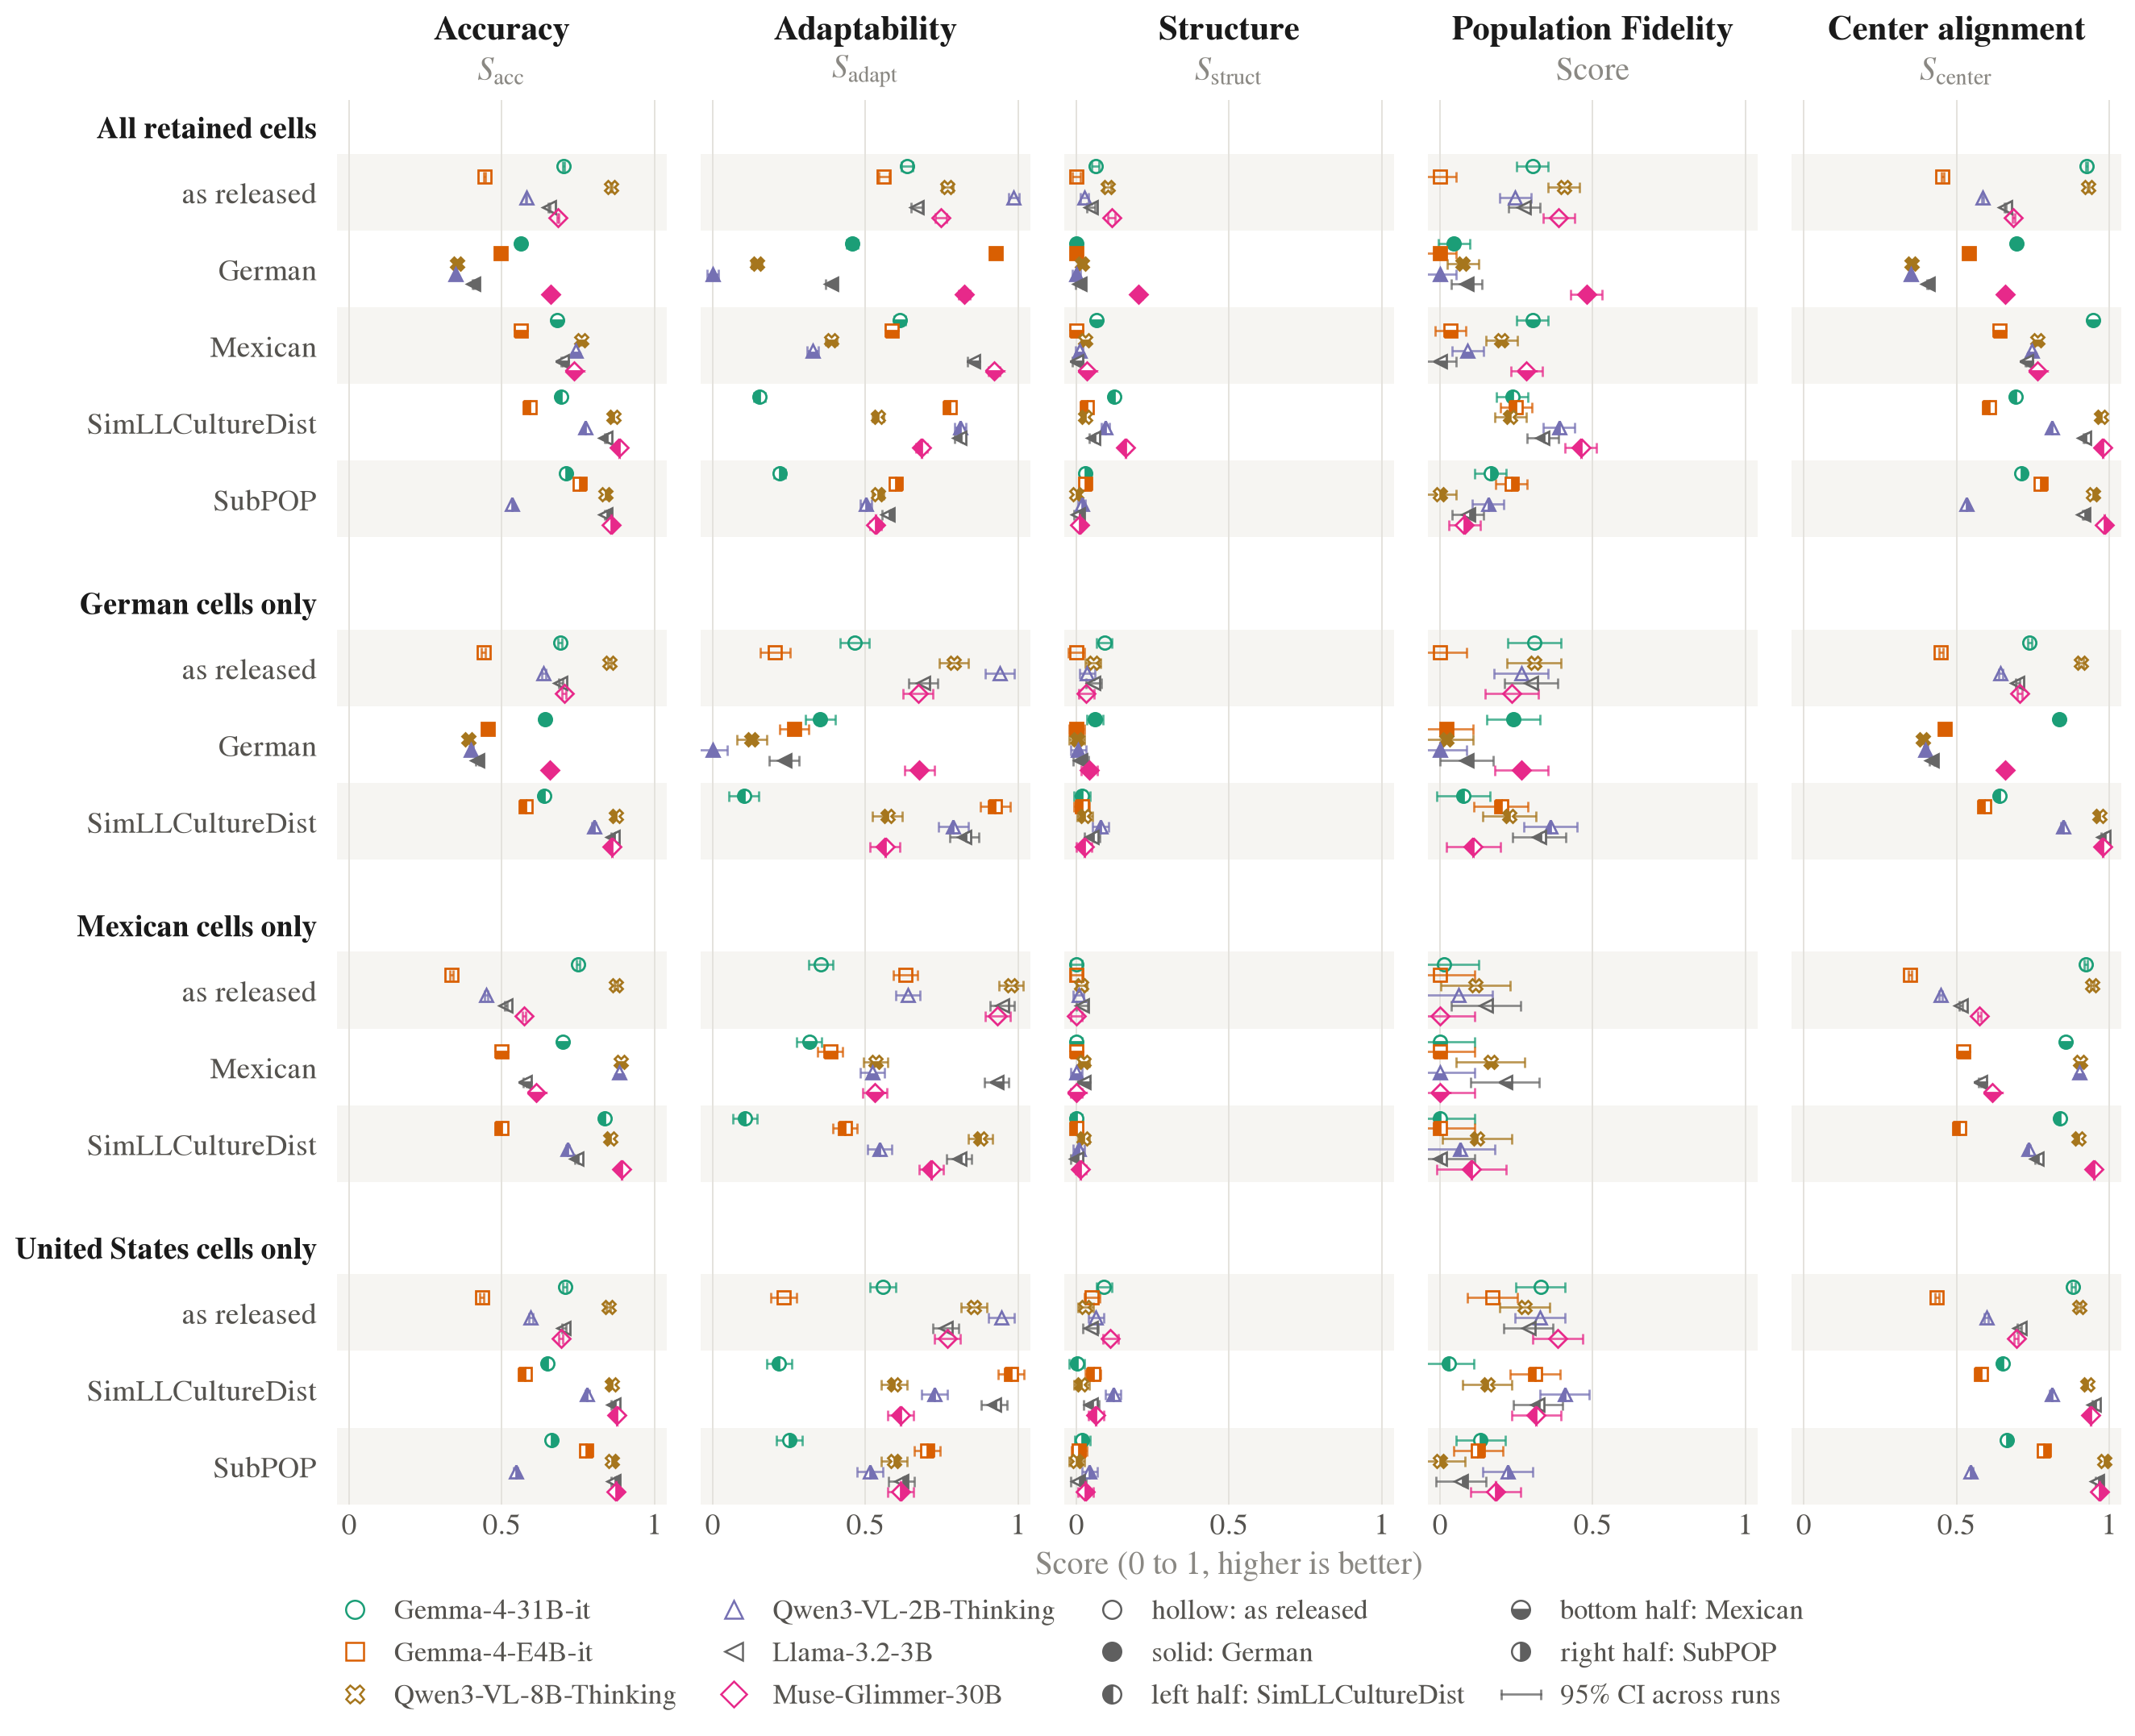 Accuracy Adaptability Structure Population Fidelity Center alignment
S_acc S_adapt S_struct Score S_center
All retained cells
as released
German
Mexican
SimLLCultureDist
SubPOP
German cells only
as released
German
SimLLCultureDist
Mexican cells only
as released
Mexican
SimLLCultureDist
United States cells only
as released
SimLLCultureDist
SubPOP
0 0.5 1 0 0.5 1 0 0.5 1 0 0.5 1 0 0.5 1
Score (0 to 1, higher is better)
Gemma-4-31B-it Qwen3-VL-2B-Thinking hollow: as released bottom half: Mexican
Gemma-4-E4B-it Llama-3.2-3B solid: German right half: SubPOP
Qwen3-VL-8B-Thinking Muse-Glimmer-30B left half: SimLLCultureDist 95% CI across runs